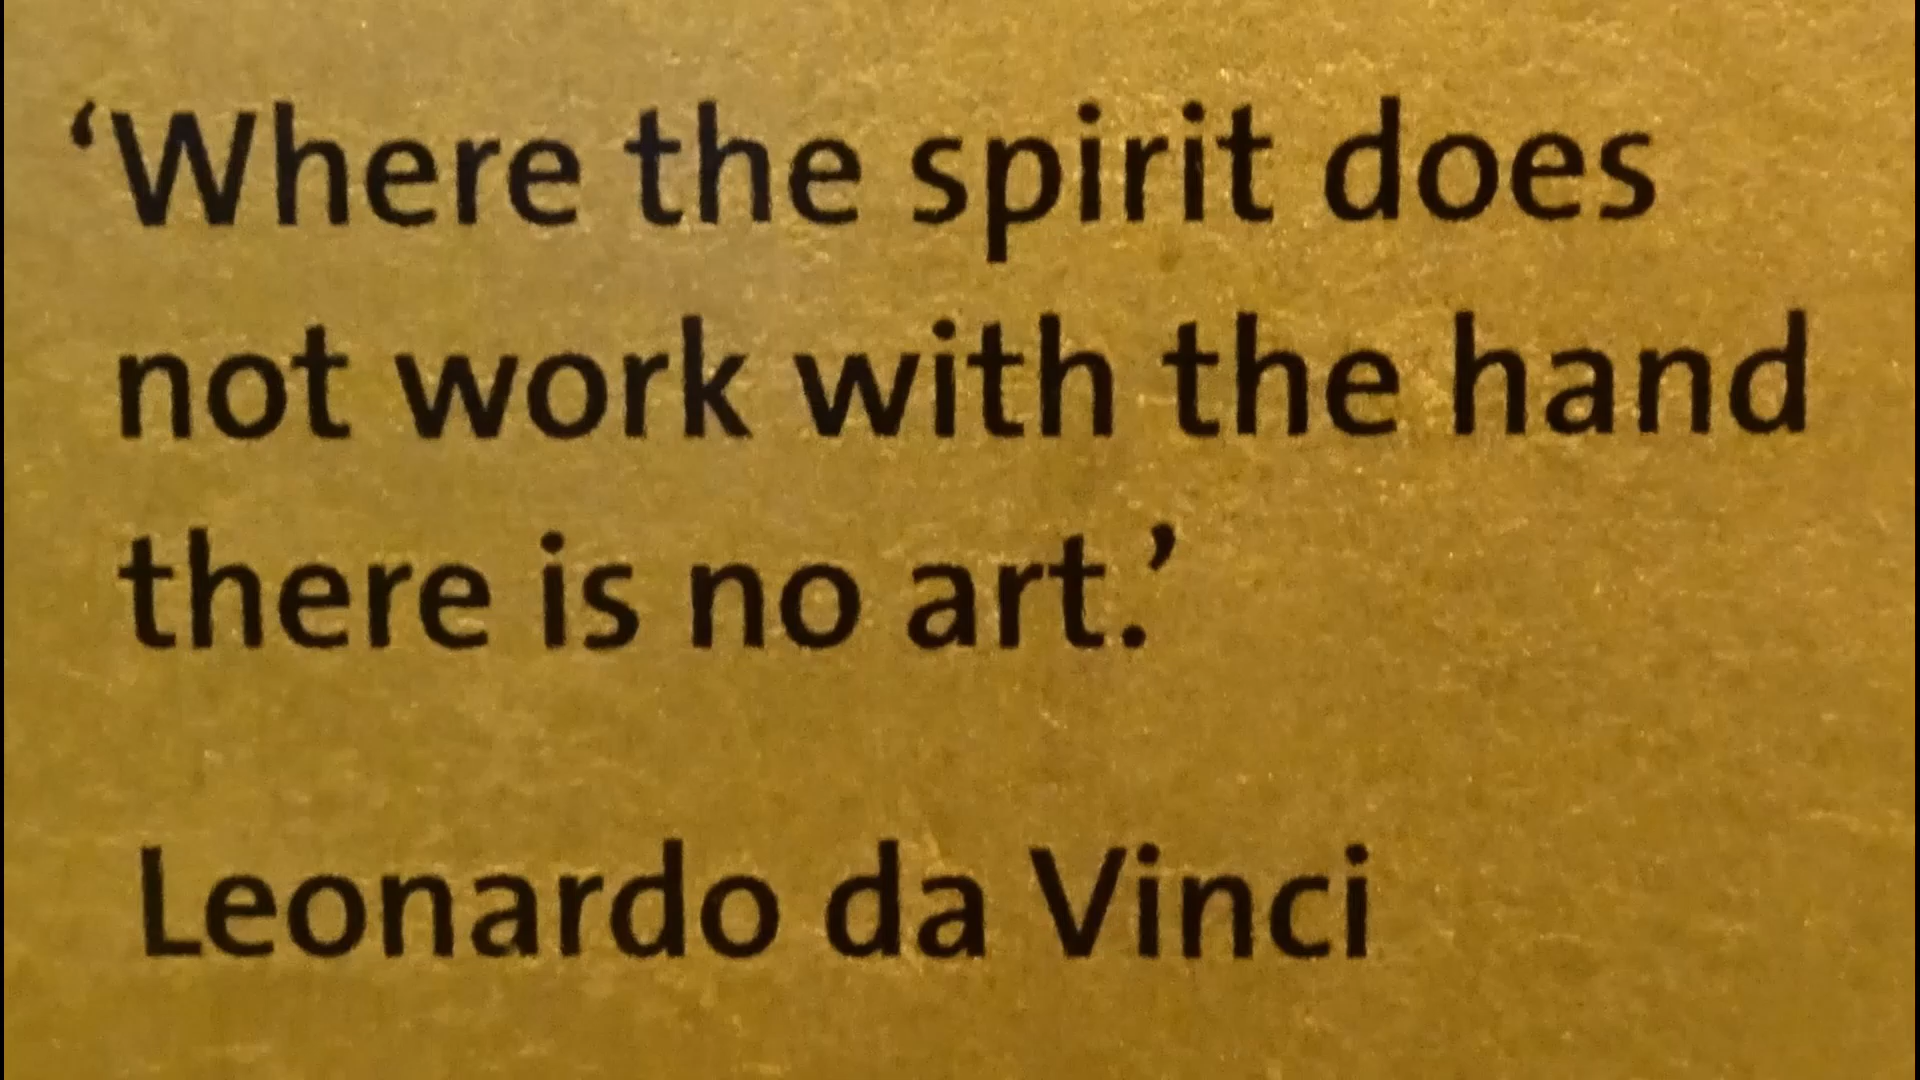 ‘Where the spirit does
not work with the hand
there is no art.’
Leonardo da Vinci